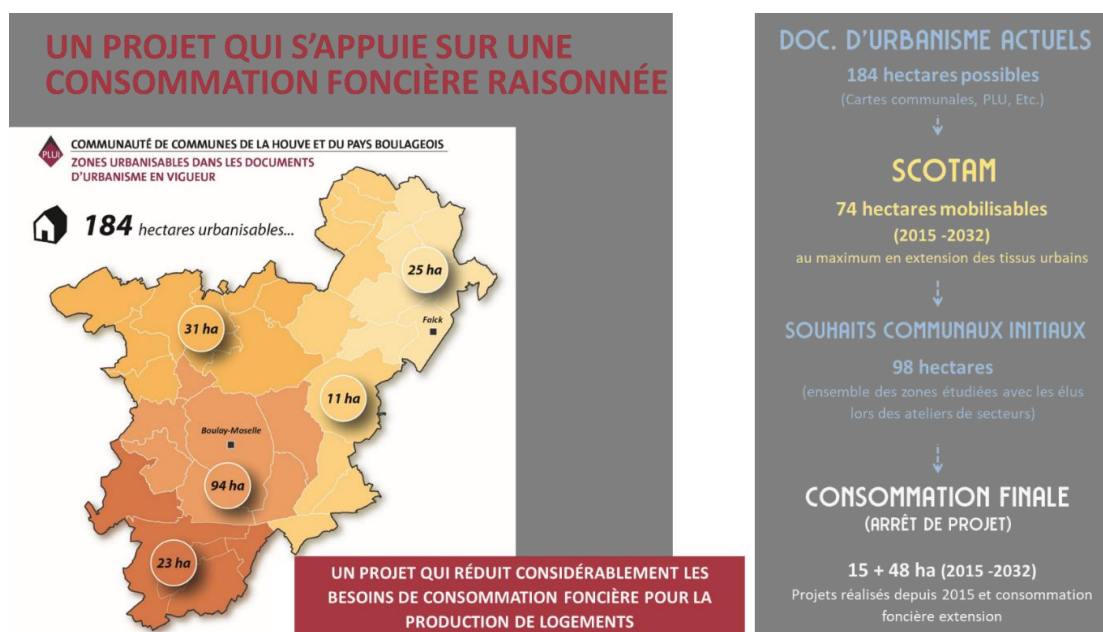 UN PROJET QUI S'APPUIE SUR UNE
CONSOMMATION FONCIÈRE RAISONNÉE
PLUI
COMMUNAUTÉ DE COMMUNES DE LA HOUVE ET DU PAYS BOULAGEOIS
ZONES URBANISABLES DANS LES DOCUMENTS
D'URBANISME EN VIGUEUR
184 hectares urbanisables...
25 ha
Falck
31 ha
11 ha
Boulay-Moselle
94 ha
23 ha
UN PROJET QUI RÉDUIT CONSIDÉRABLEMENT LES
BESOINS DE CONSOMMATION FONCIÈRE POUR LA
PRODUCTION DE LOGEMENTS
DOC. D'URBANISME ACTUELS
184 hectares possibles
(Cartes communales, PLU, Etc.)
SCOTAM
74 hectares mobilisables
(2015 -2032)
au maximum en extension des tissus urbains
SOUHAITS COMMUNAUX INITIAUX
98 hectares
(ensemble des zones étudiées avec les élus
lors des ateliers de secteurs)
CONSOMMATION FINALE
(ARRÊT DE PROJET)
15 + 48 ha (2015 -2032)
Projets réalisés depuis 2015 et consommation
foncière extension